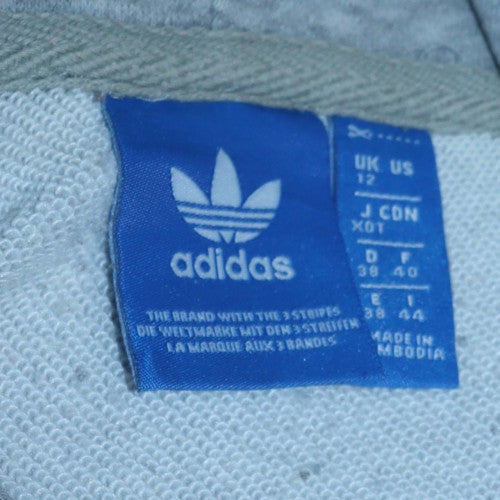 adidas
THE BRAND WITH THE 3 STRIPES
DIE WELTMARKE MIT DEN 3 STREIFEN
LA MARQUE AUX 3 BANDES
UK US
12
J CDN
XOT
D F
38 40
E I
38 44
MADE IN
MBODIA